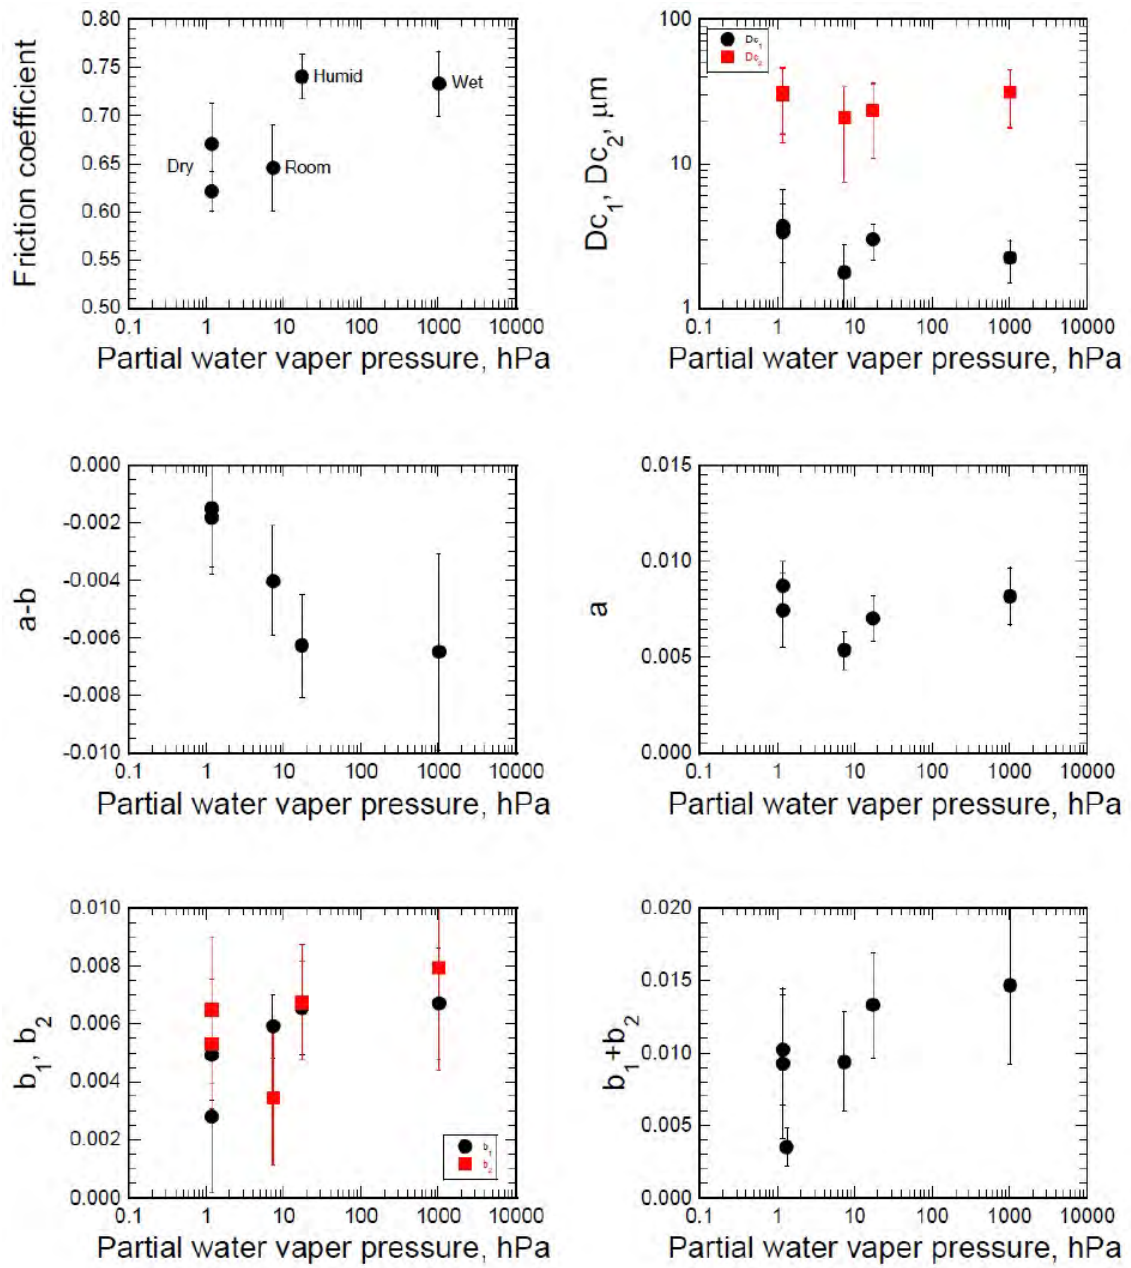 0.80
0.75
0.70
0.65
0.60
0.55
0.50
Friction coefficient
Humid
Wet
Dry
Room
0.1 1 10 100 1000 10000
Partial water vaper pressure, hPa
100
10
1
Dc1, Dc2, μm
Dc1
Dc2
0.1 1 10 100 1000 10000
Partial water vaper pressure, hPa
0.000
-0.002
-0.004
-0.006
-0.008
-0.010
a-b
0.1 1 10 100 1000 10000
Partial water vaper pressure, hPa
0.015
0.010
0.005
0.000
a
0.1 1 10 100 1000 10000
Partial water vaper pressure, hPa
0.010
0.008
0.006
0.004
0.002
0.000
b1, b2
b1
b2
0.1 1 10 100 1000 10000
Partial water vaper pressure, hPa
0.020
0.015
0.010
0.005
0.000
b1+b2
0.1 1 10 100 1000 10000
Partial water vaper pressure, hPa